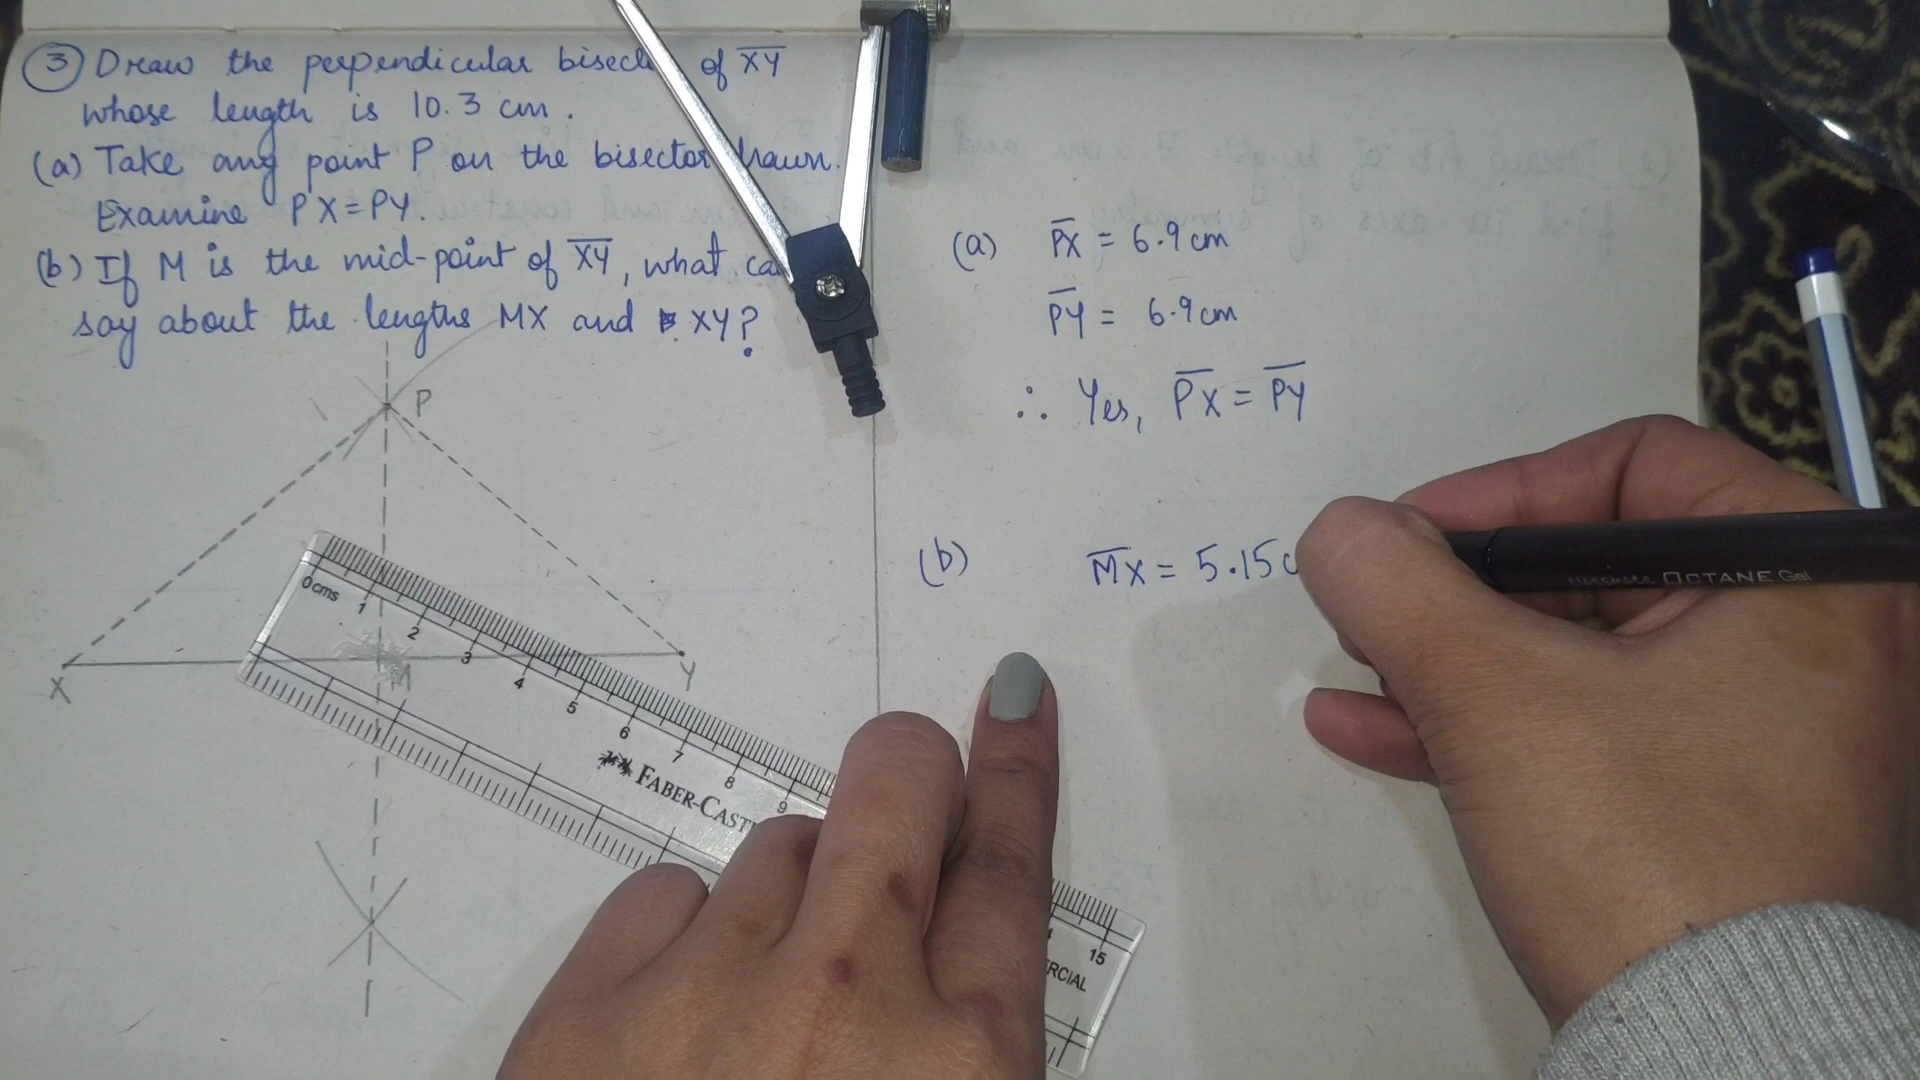 ③ Draw the perpendicular of XY
whose length is 10.3 cm.
(a) Take any point P on the bisector drawn.
Examine PX=PY.
(b) If M is the mid-point of XY, what
say about the lengths MX and XY?
P
X
M
Y
(a) PX = 6.9 cm
PY = 6.9 cm
∴ Yes, PX = PY
(b) MX = 5.15
0 cms 1 2 3 4 5 6 7 8 9 15
FABER-CAST
RCIAL
OCTANE Gel